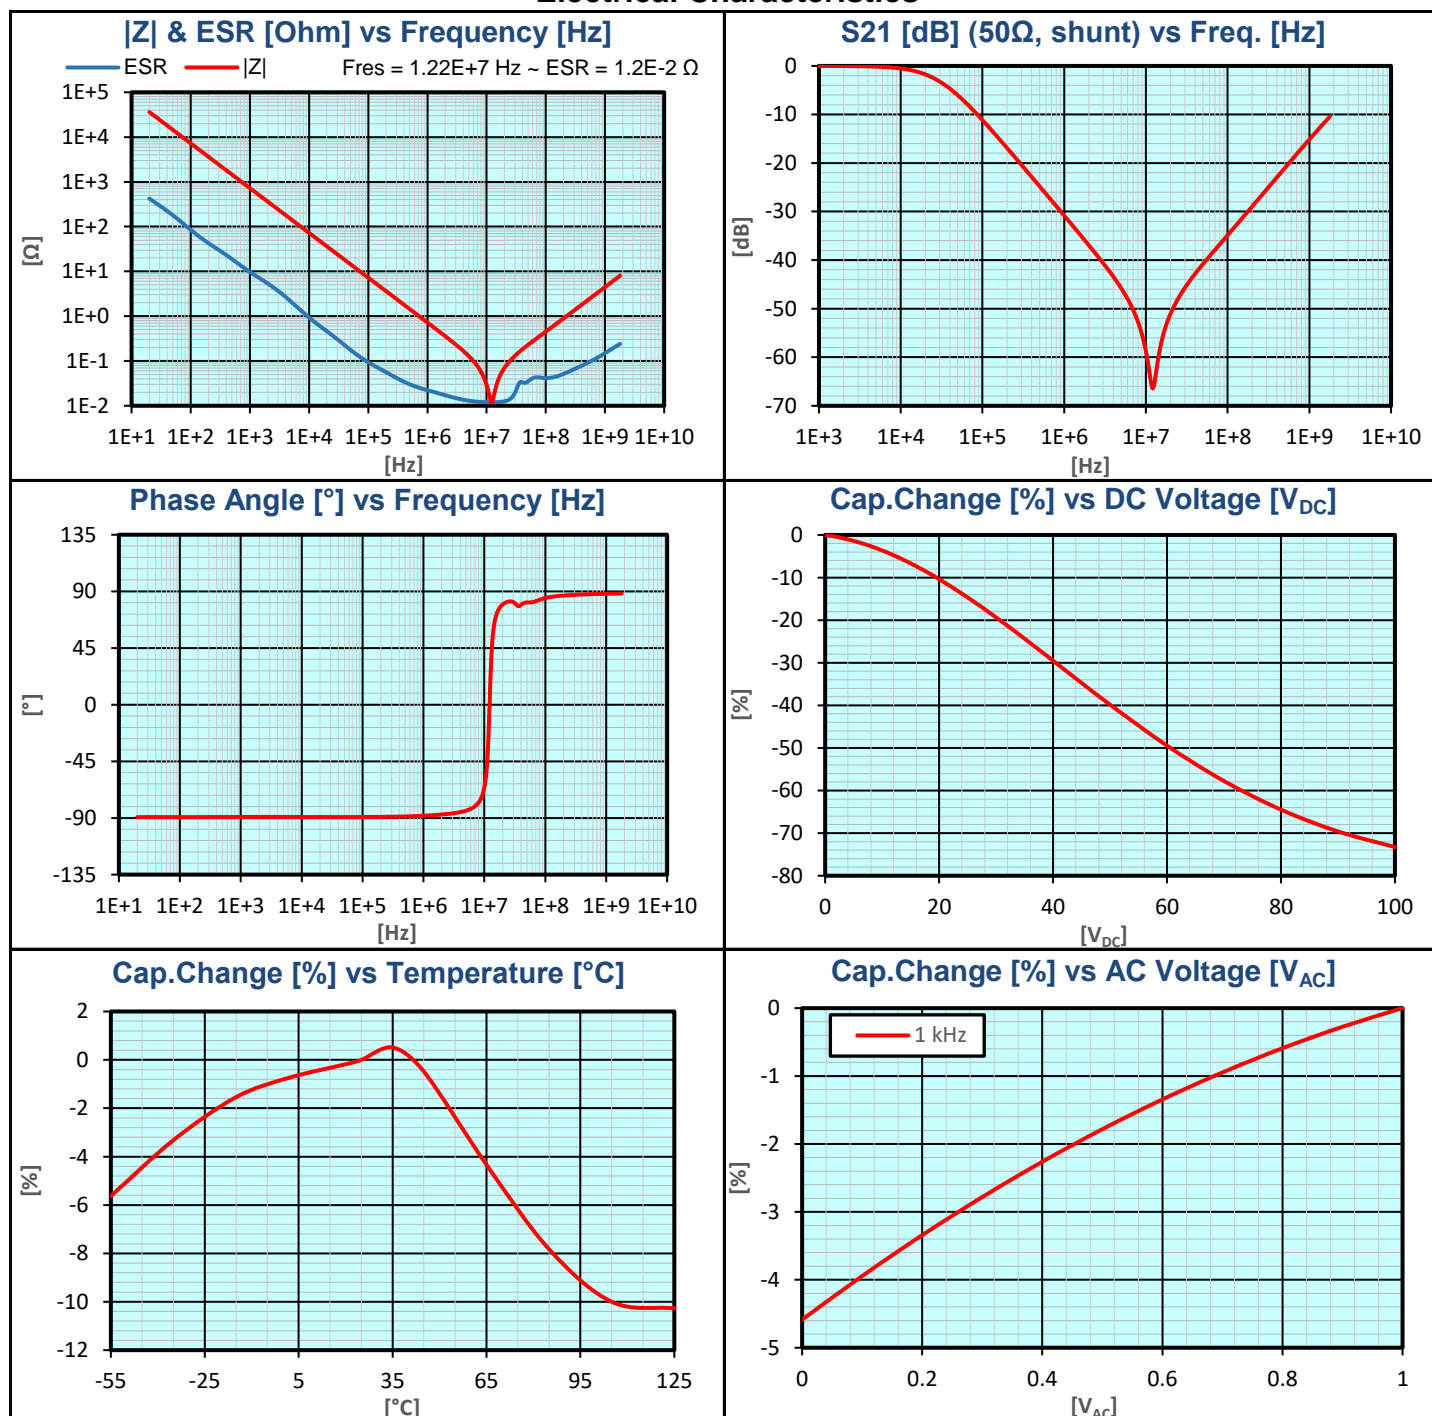 Electrical Characteristics
|Z| & ESR [Ohm] vs Frequency [Hz]
ESR |Z| Fres = 1.22E+7 Hz ~ ESR = 1.2E-2 Ω
1E+5
1E+4
1E+3
1E+2
1E+1
1E+0
1E-1
1E-2
[Ω]
1E+1 1E+2 1E+3 1E+4 1E+5 1E+6 1E+7 1E+8 1E+9 1E+10
[Hz]
S21 [dB] (50Ω, shunt) vs Freq. [Hz]
0
-10
-20
-30
-40
-50
-60
-70
[dB]
1E+3 1E+4 1E+5 1E+6 1E+7 1E+8 1E+9 1E+10
[Hz]
Phase Angle [°] vs Frequency [Hz]
135
90
45
0
-45
-90
-135
[°]
1E+1 1E+2 1E+3 1E+4 1E+5 1E+6 1E+7 1E+8 1E+9 1E+10
[Hz]
Cap.Change [%] vs DC Voltage [VDC]
0
-10
-20
-30
-40
-50
-60
-70
-80
[%]
0 20 40 60 80 100
[VDC]
Cap.Change [%] vs Temperature [°C]
2
0
-2
-4
-6
-8
-10
-12
[%]
-55 -25 5 35 65 95 125
[°C]
Cap.Change [%] vs AC Voltage [VAC]
1 kHz
0
-1
-2
-3
-4
-5
[%]
0 0.2 0.4 0.6 0.8 1
[VAC]